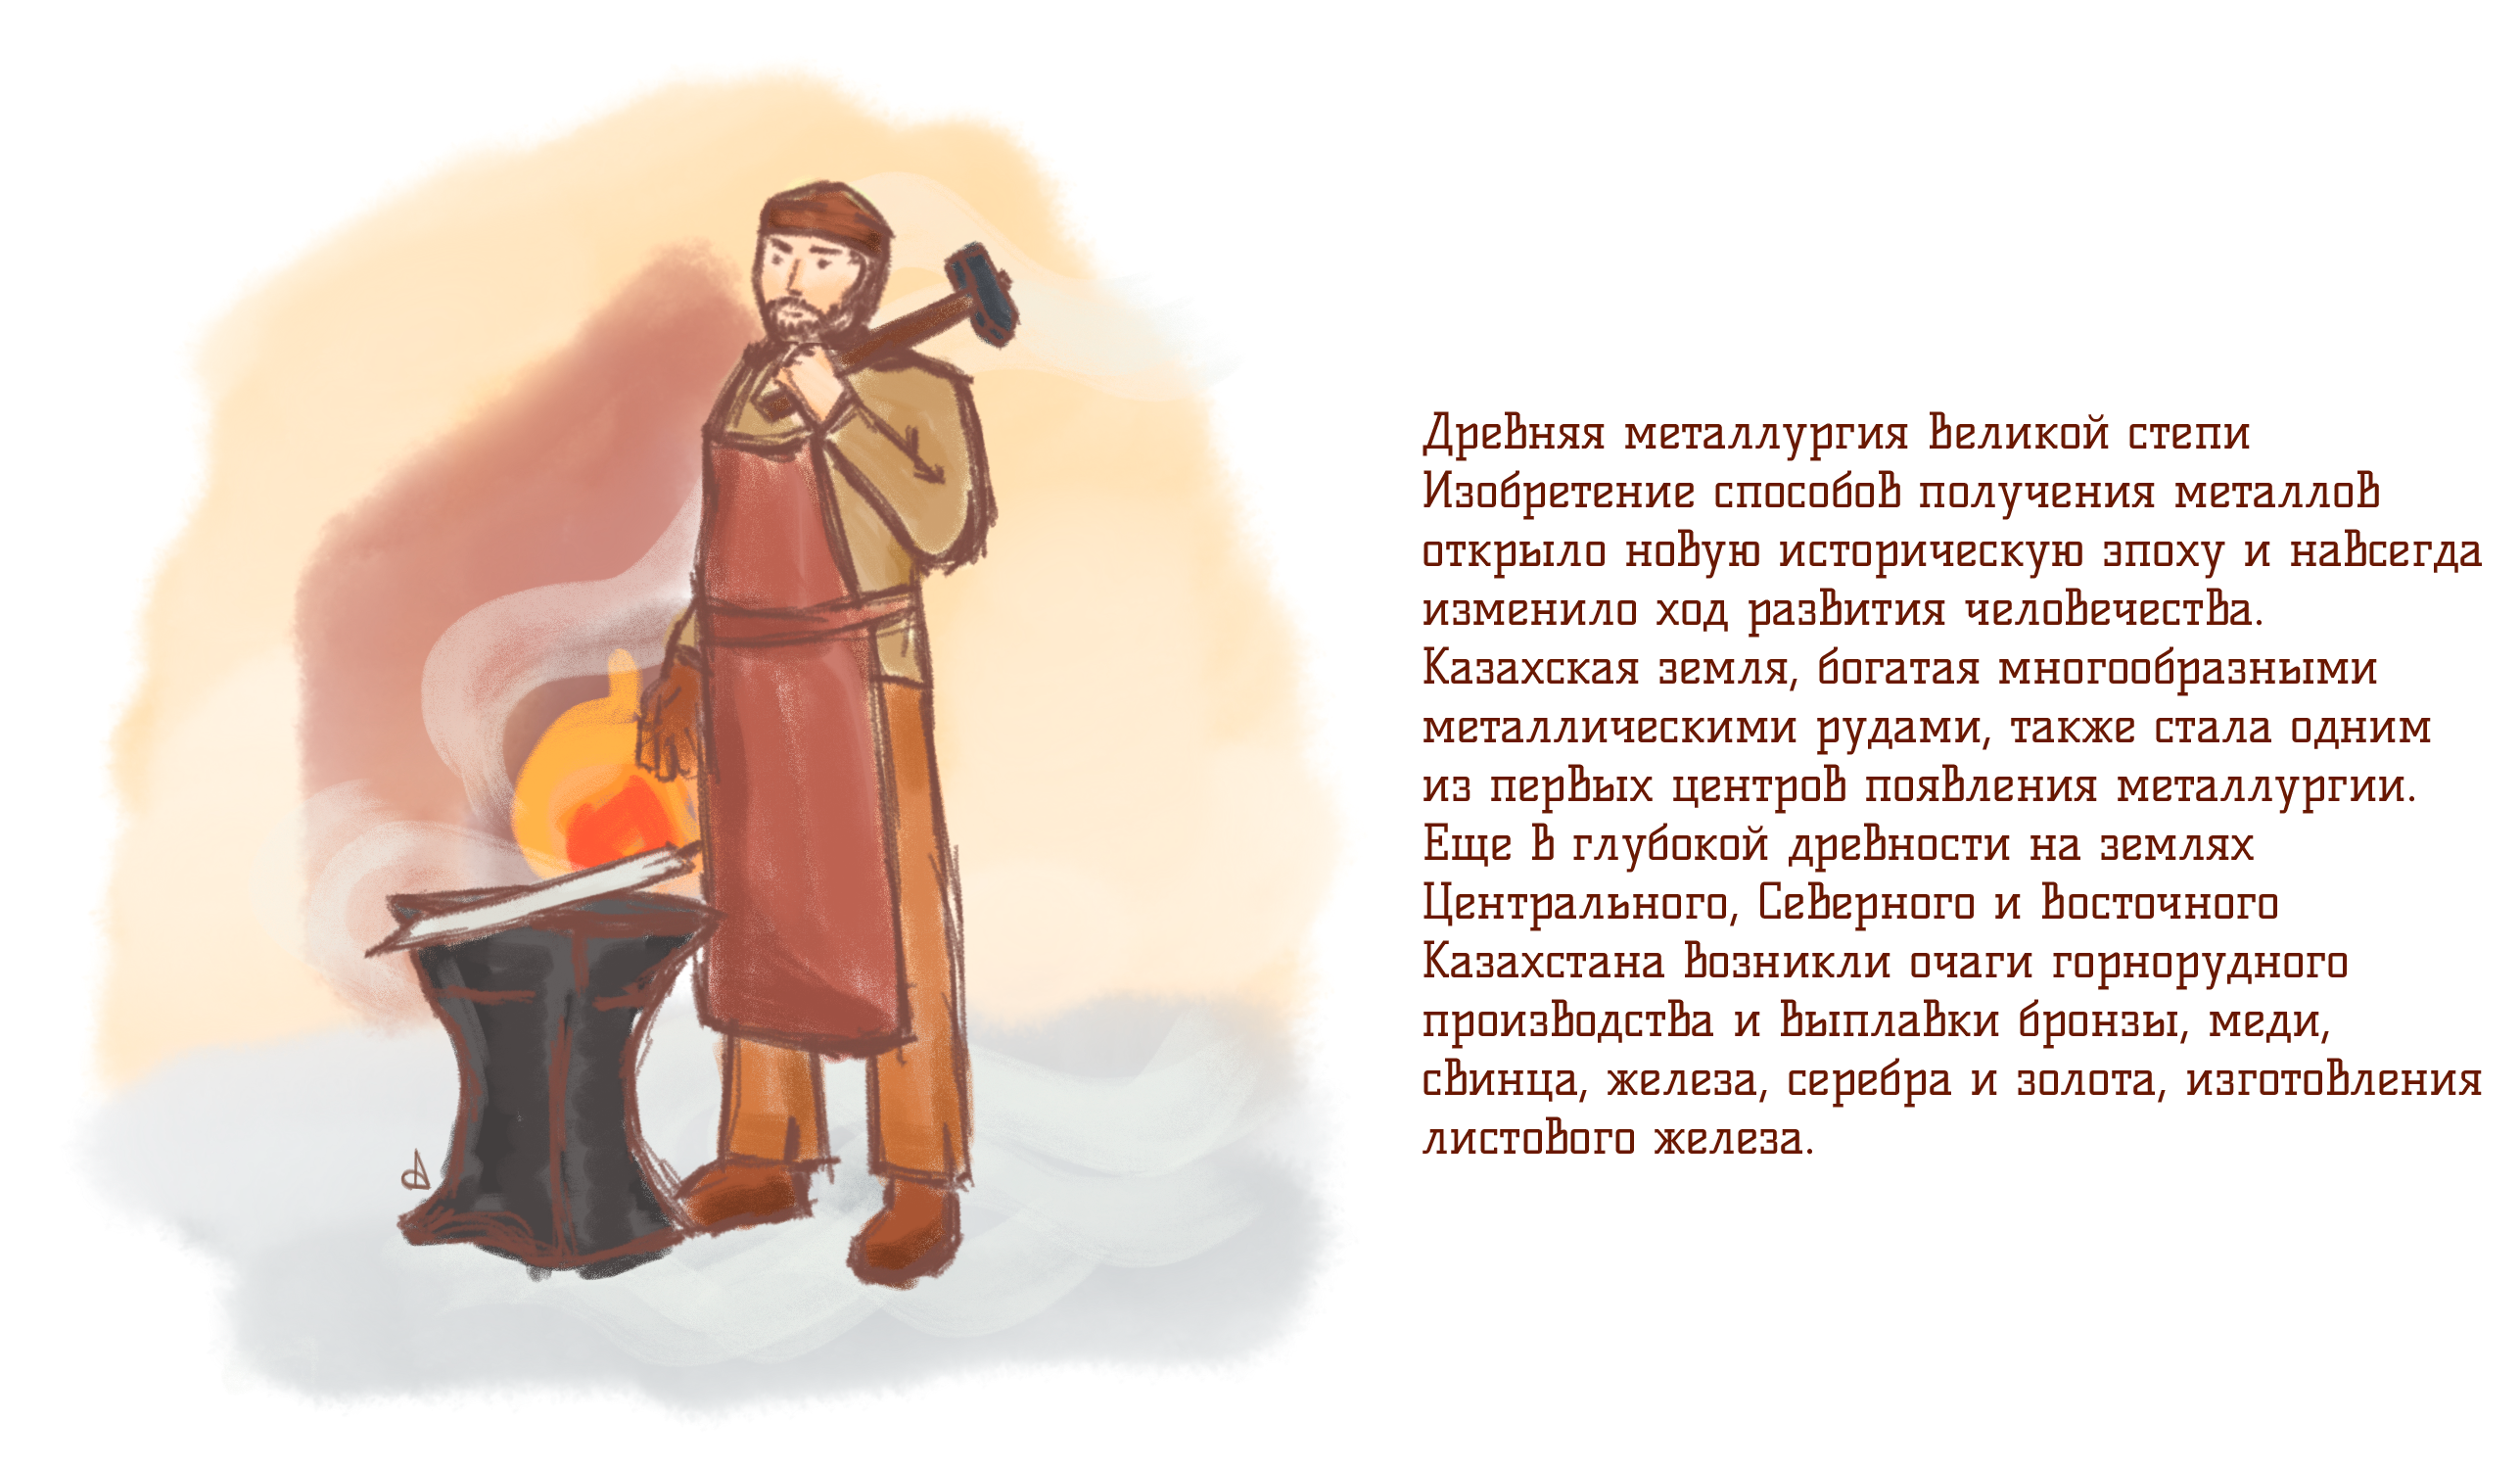 Древняя металлургия великой степи
Изобретение способов получения металлов
открыло новую историческую эпоху и навсегда
изменило ход развития человечества.
Казахская земля, богатая многообразными
металлическими рудами, также стала одним
из первых центров появления металлургии.
Еще в глубокой древности на землях
Центрального, Северного и восточного
Казахстана возникли очаги горнорудного
производства и выплавки бронзы, меди,
свинца, железа, серебра и золота, изготовления
листового железа.